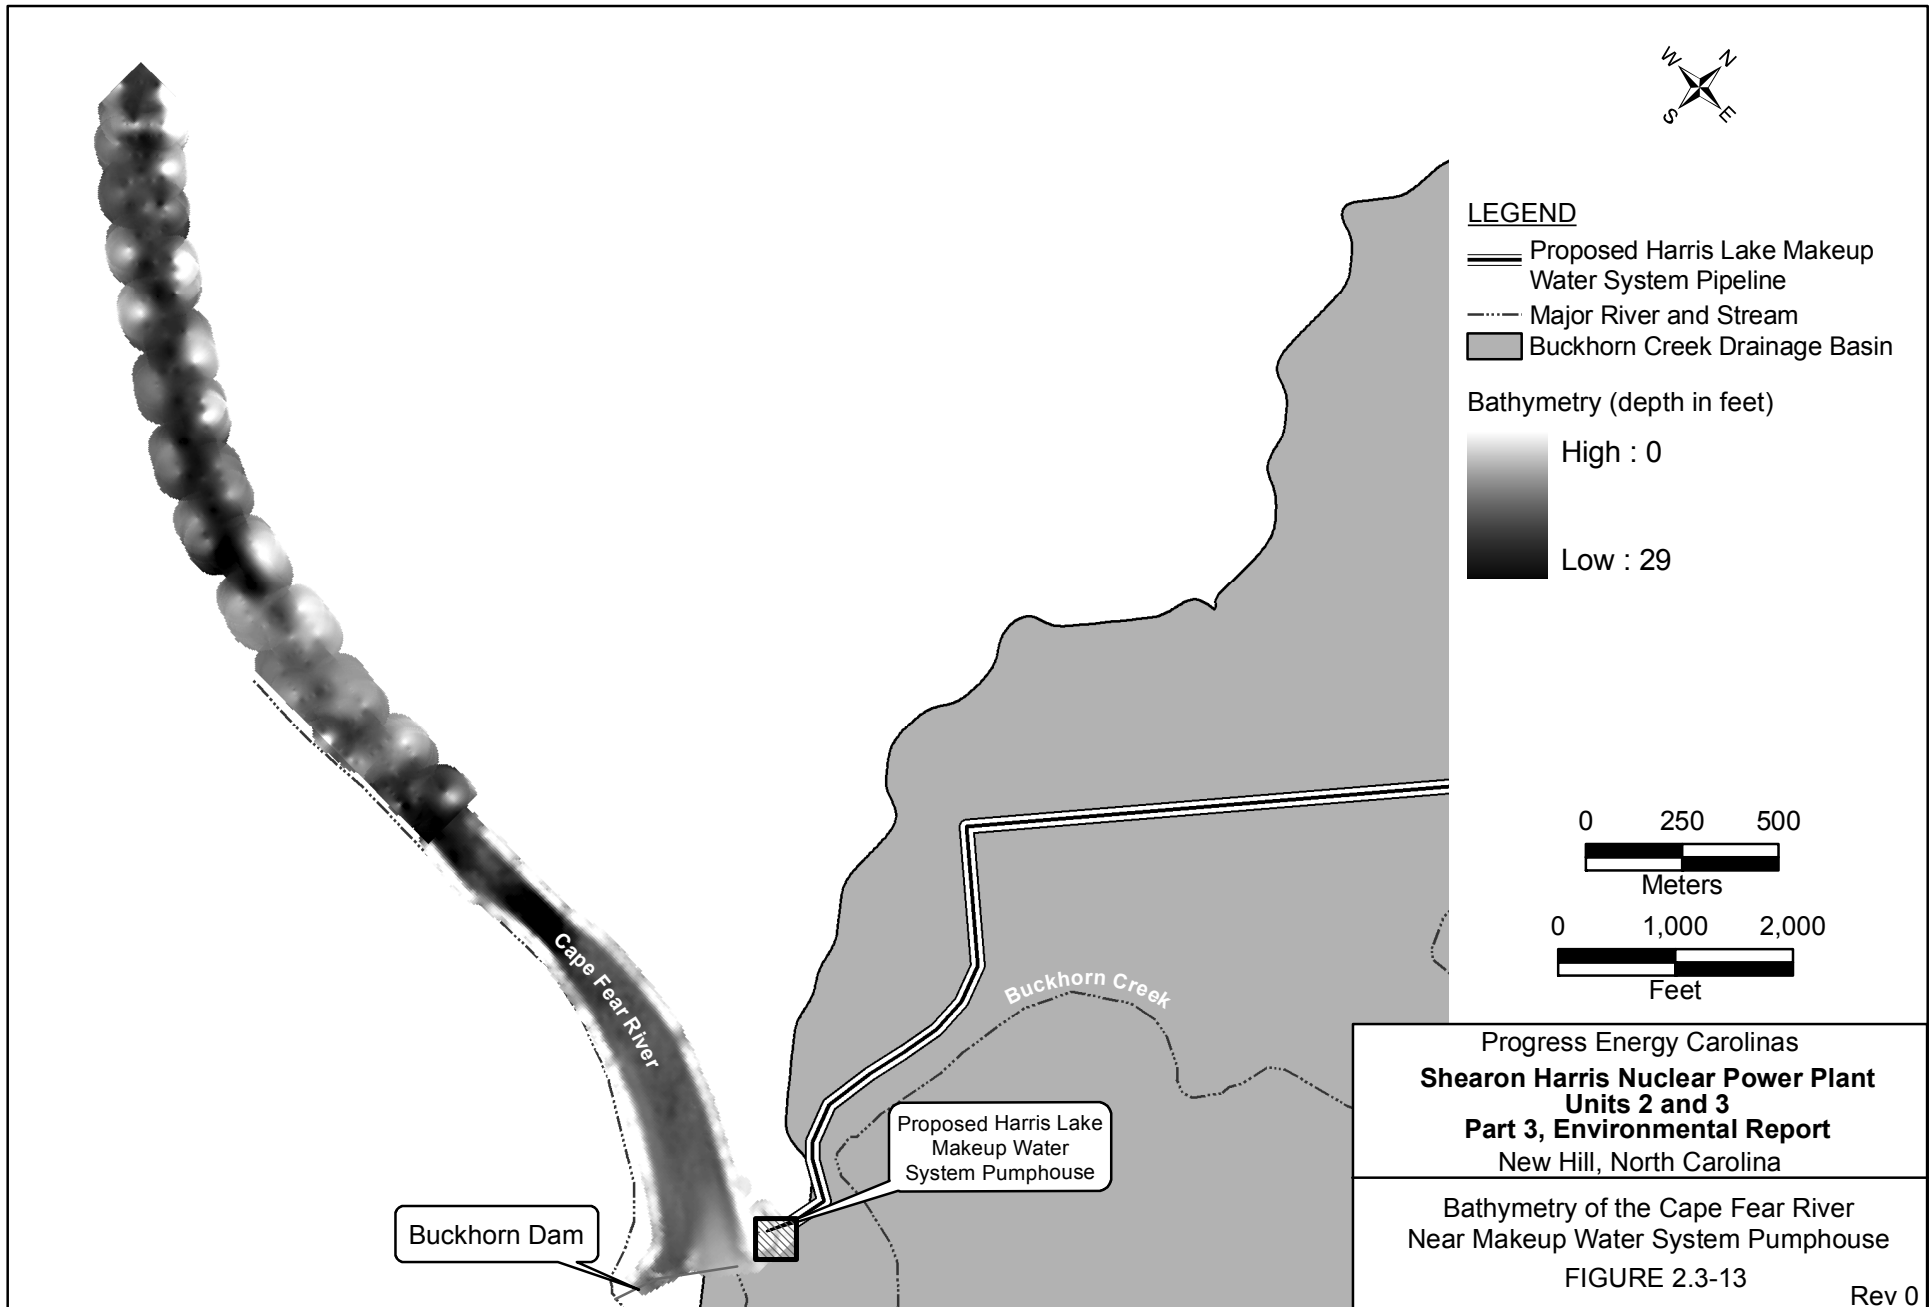 W
N
S
E
LEGEND
Proposed Harris Lake Makeup
Water System Pipeline
Major River and Stream
Buckhorn Creek Drainage Basin
Bathymetry (depth in feet)
High : 0
Low : 29
0 250 500
Meters
0 1,000 2,000
Feet
Cape Fear River
Buckhorn Creek
Proposed Harris Lake
Makeup Water
System Pumphouse
Buckhorn Dam
Progress Energy Carolinas
Shearon Harris Nuclear Power Plant
Units 2 and 3
Part 3, Environmental Report
New Hill, North Carolina
Bathymetry of the Cape Fear River
Near Makeup Water System Pumphouse
FIGURE 2.3-13
Rev 0